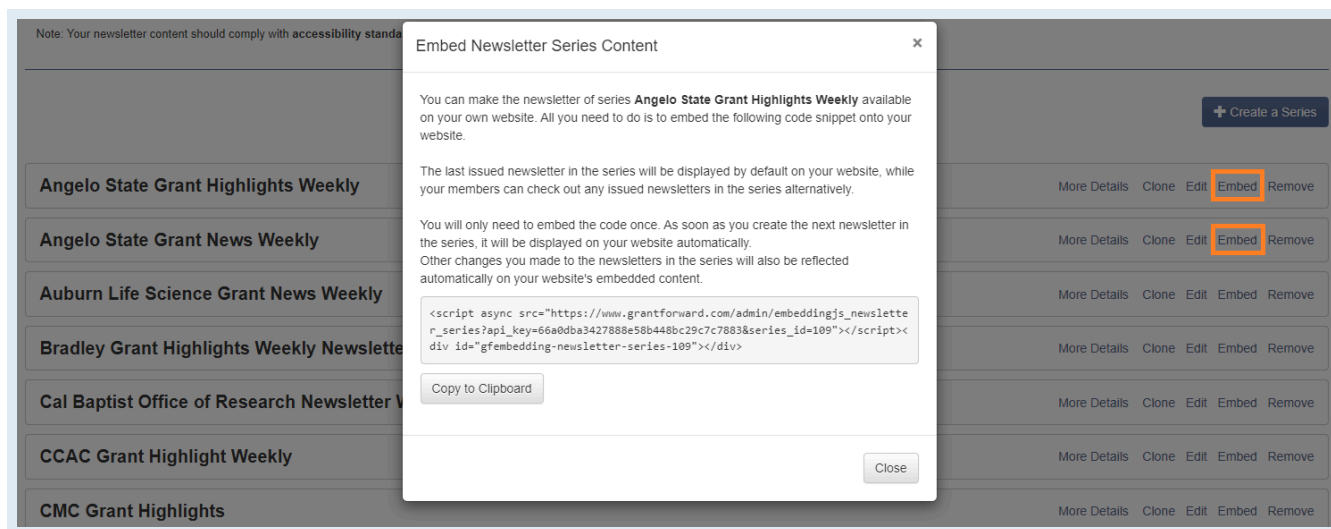 Note: Your newsletter content should comply with accessibility standa
Embed Newsletter Series Content ×
You can make the newsletter of series Angelo State Grant Highlights Weekly available
on your own website. All you need to do is to embed the following code snippet onto your
website.
The last issued newsletter in the series will be displayed by default on your website, while
your members can check out any issued newsletters in the series alternatively.
You will only need to embed the code once. As soon as you create the next newsletter in
the series, it will be displayed on your website automatically.
Other changes you made to the newsletters in the series will also be reflected
automatically on your website's embedded content.
<script async src="https://www.grantforward.com/admin/embeddingjs_newslette
r_series?api_key=66a0dba3427888e58b448bc29c7c7883&series_id=109"></script><
div id="gfembedding-newsletter-series-109"></div>
Copy to Clipboard
Close
+ Create a Series
Angelo State Grant Highlights Weekly More Details Clone Edit Embed Remove
Angelo State Grant News Weekly More Details Clone Edit Embed Remove
Auburn Life Science Grant News Weekly More Details Clone Edit Embed Remove
Bradley Grant Highlights Weekly Newslette More Details Clone Edit Embed Remove
Cal Baptist Office of Research Newsletter More Details Clone Edit Embed Remove
CCAC Grant Highlight Weekly More Details Clone Edit Embed Remove
CMC Grant Highlights More Details Clone Edit Embed Remove